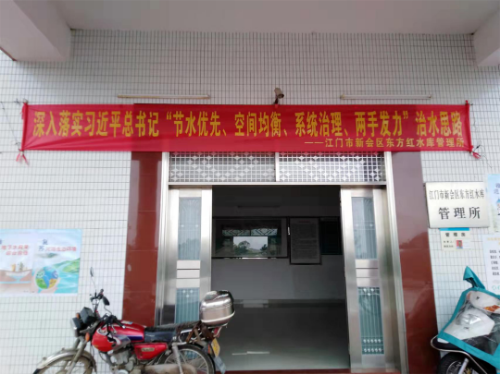 深入落实习近平总书记“节水优先、空间均衡、系统治理、两手发力”治水思路
——江门市新会区东方红水库管理所
江门市新会区东方红水库
管理所